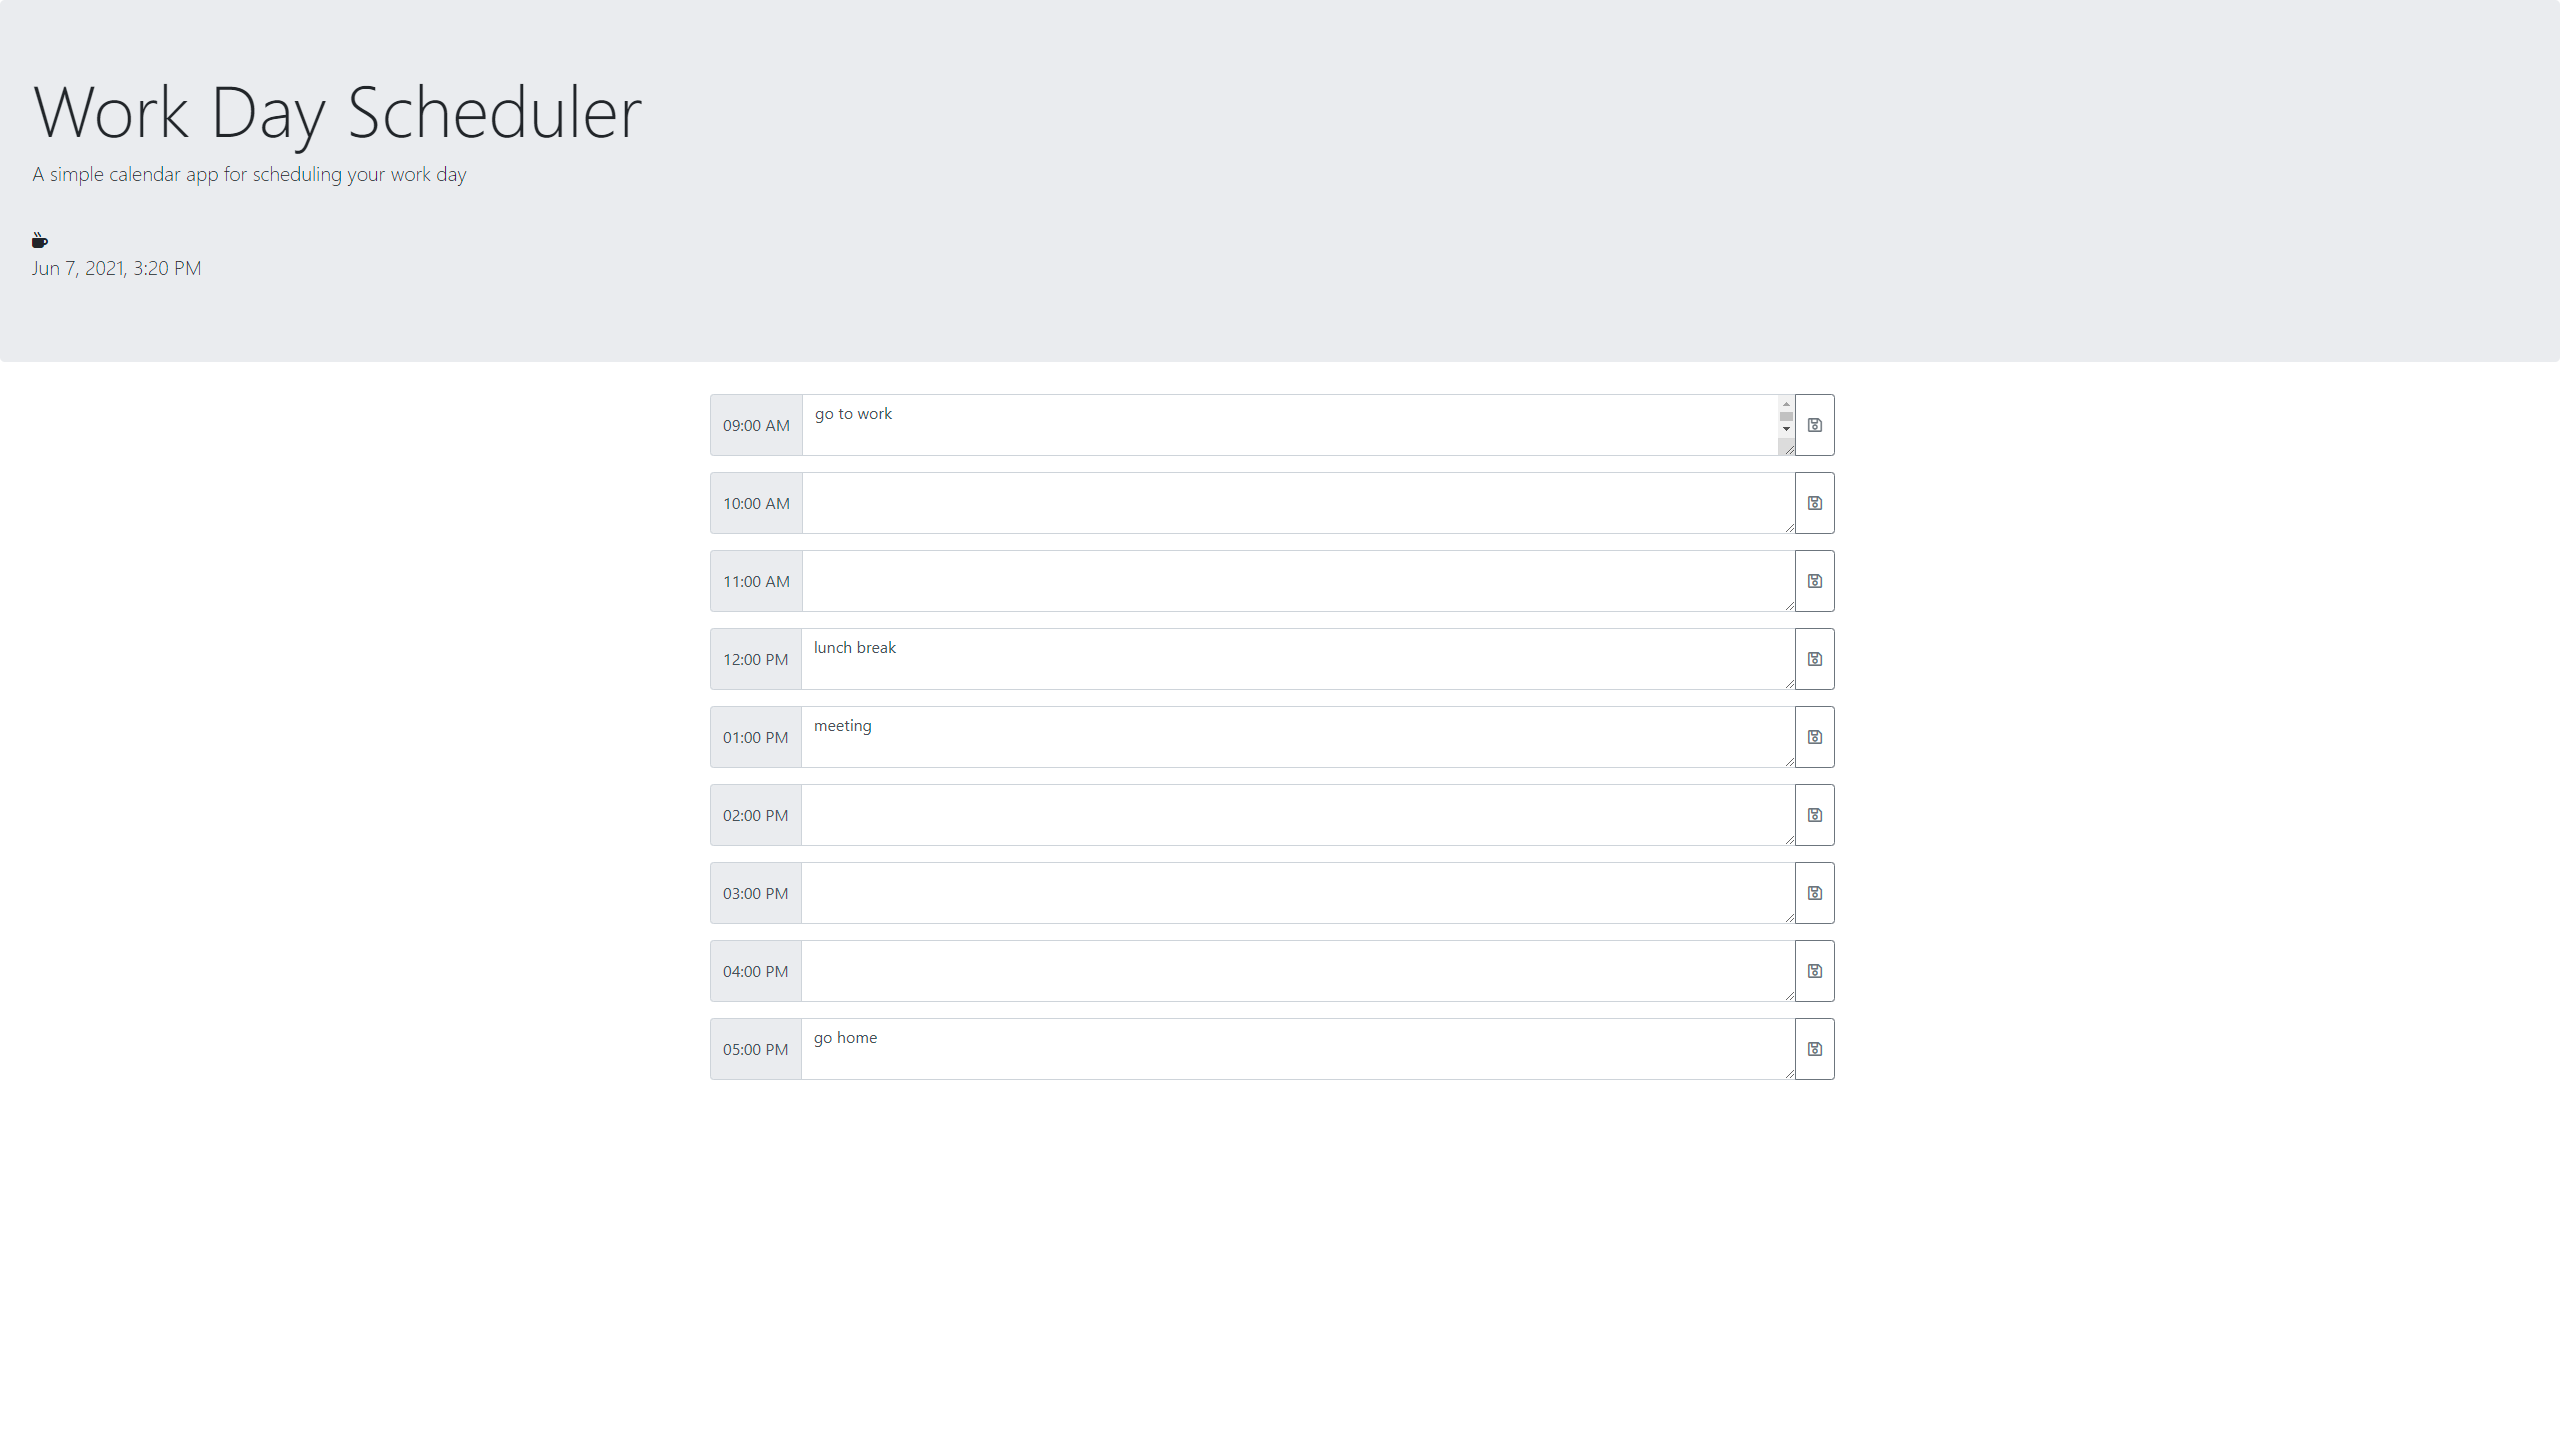 Work Day Scheduler
A simple calendar app for scheduling your work day
Jun 7, 2021, 3:20 PM
09:00 AM go to work
10:00 AM
11:00 AM
12:00 PM lunch break
01:00 PM meeting
02:00 PM
03:00 PM
04:00 PM
05:00 PM go home